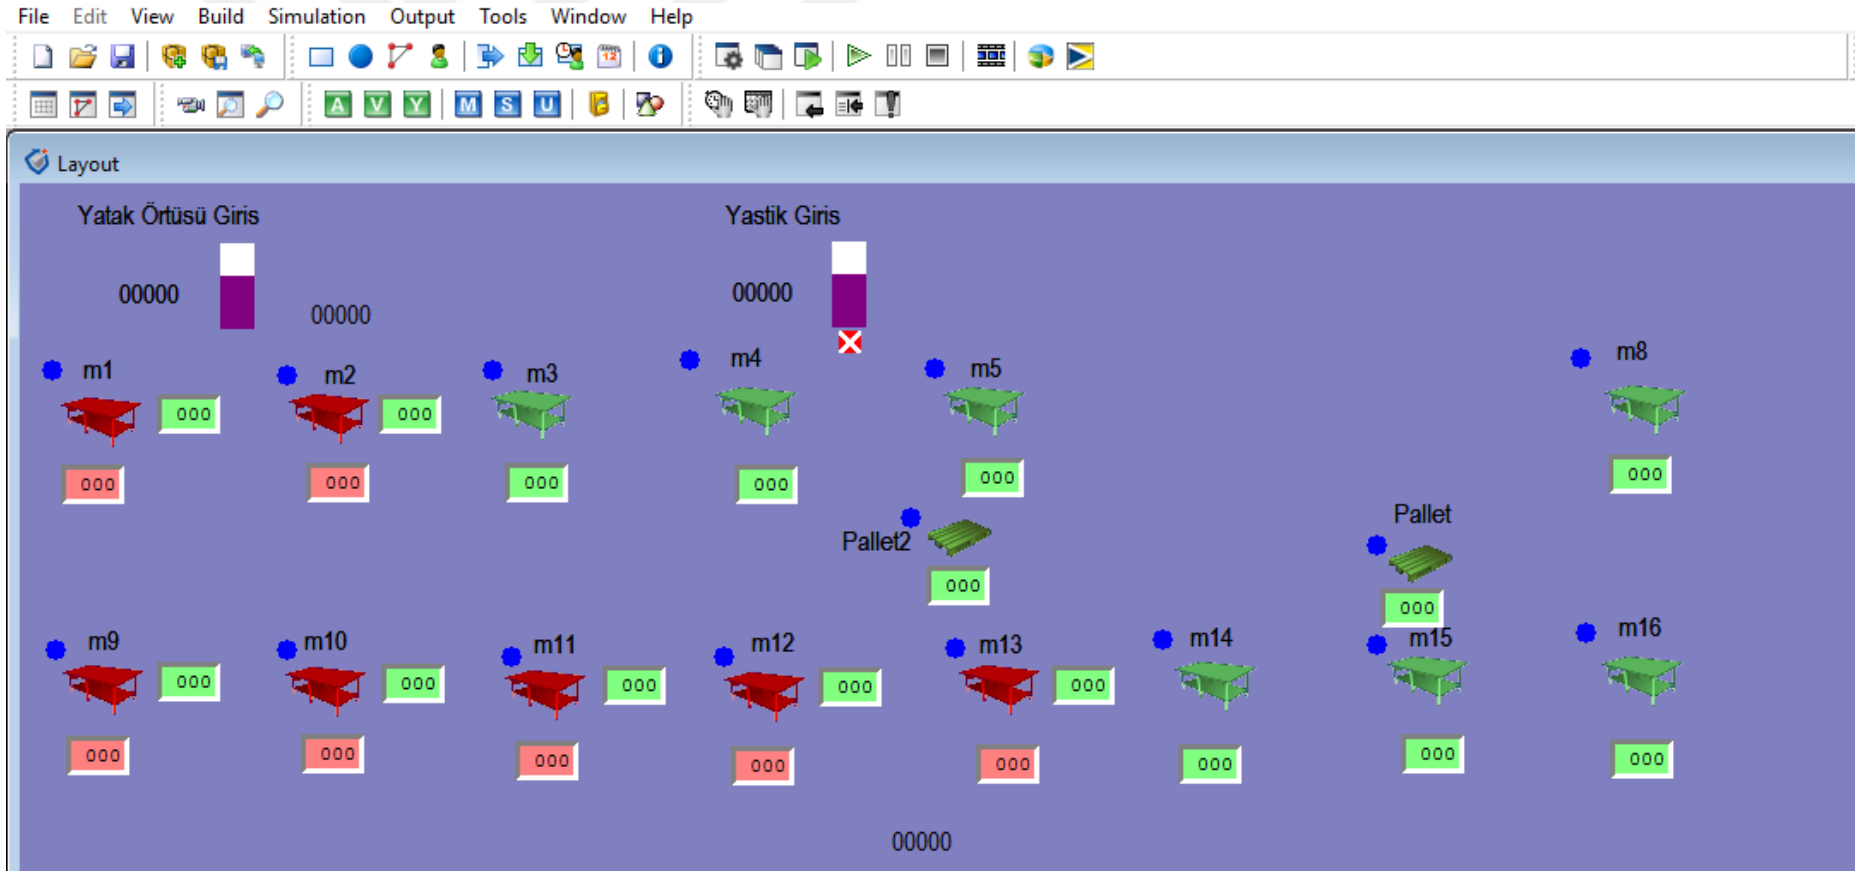 File Edit View Build Simulation Output Tools Window Help
12
A V Y M S U
Layout
Yatak Örtüsü Giris Yastik Giris
00000 00000
00000
m1 m2 m3 m4 m5 m8
000 000
000 000 000 000 000 000
Pallet
Pallet2
000 000
m9 m10 m11 m12 m13 m14 m15 m16
000 000 000 000 000
000 000 000 000 000 000 000 000
00000